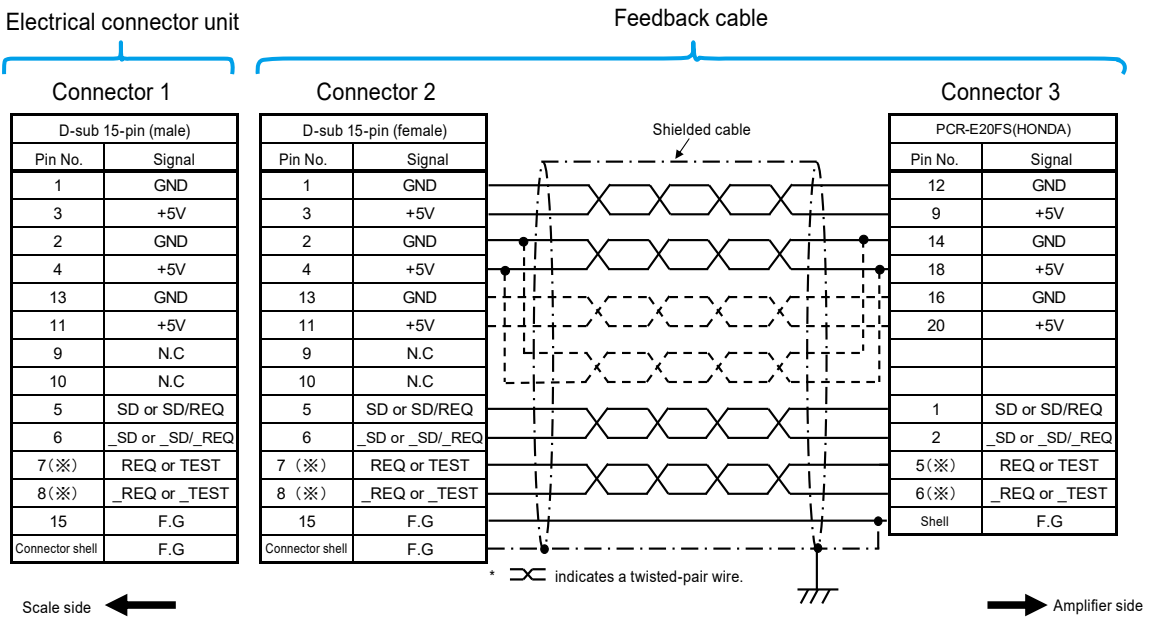 Electrical connector unit
Feedback cable
Connector 1
Connector 2
Connector 3
D-sub 15-pin (male)
Pin No. Signal
1 GND
3 +5V
2 GND
4 +5V
13 GND
11 +5V
9 N.C
10 N.C
5 SD or SD/REQ
6 _SD or _SD/_REQ
7(※) REQ or TEST
8(※) _REQ or _TEST
15 F.G
Connector shell F.G
D-sub 15-pin (female)
Pin No. Signal
1 GND
3 +5V
2 GND
4 +5V
13 GND
11 +5V
9 N.C
10 N.C
5 SD or SD/REQ
6 _SD or _SD/_REQ
7 (※) REQ or TEST
8 (※) _REQ or _TEST
15 F.G
Connector shell F.G
Shielded cable
PCR-E20FS(HONDA)
Pin No. Signal
12 GND
9 +5V
14 GND
18 +5V
16 GND
20 +5V
1 SD or SD/REQ
2 _SD or _SD/_REQ
5(※) REQ or TEST
6(※) _REQ or _TEST
Shell F.G
* indicates a twisted-pair wire.
Scale side
Amplifier side